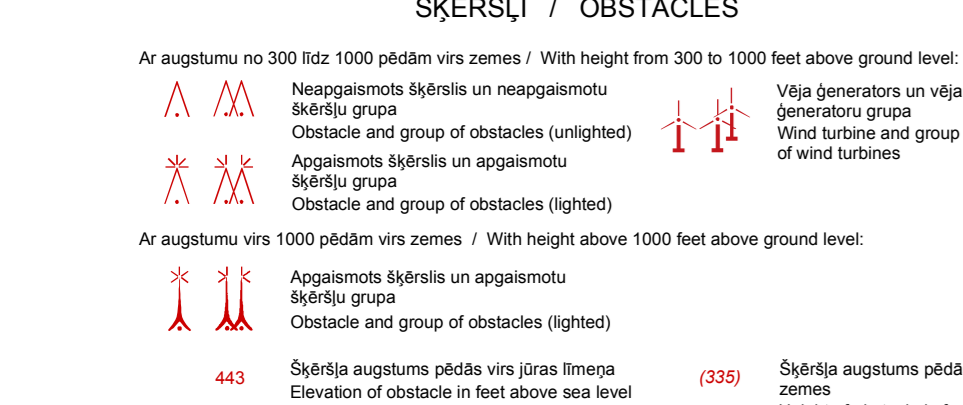 ŠĶĒRŠĻI / OBSTACLES
Ar augstumu no 300 līdz 1000 pēdām virs zemes / With height from 300 to 1000 feet above ground level:
Neapgaismots šķērslis un neapgaismotu
škēršļu grupa
Obstacle and group of obstacles (unlighted)
Vēja ģenerators un vēja
ģeneratoru grupa
Wind turbine and group
of wind turbines
Apgaismots šķērslis un apgaismotu
šķēršļu grupa
Obstacle and group of obstacles (lighted)
Ar augstumu virs 1000 pēdām virs zemes / With height above 1000 feet above ground level:
Apgaismots šķērslis un apgaismotu
šķēršļu grupa
Obstacle and group of obstacles (lighted)
443
Šķēršļa augstums pēdās virs jūras līmeņa
Elevation of obstacle in feet above sea level
(335)
Šķēršļa augstums pēdā
zemes